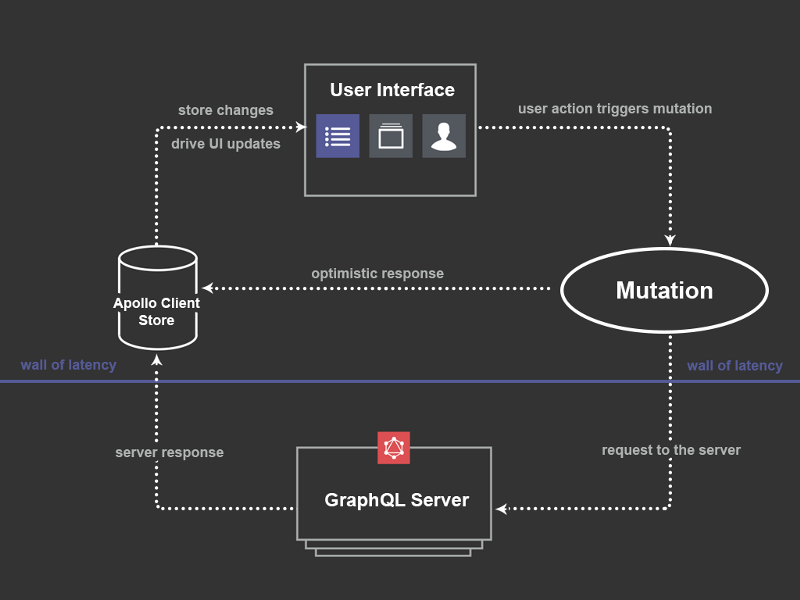 User Interface
store changes
drive UI updates
user action triggers mutation
optimistic response
Mutation
Apollo Client
Store
wall of latency
wall of latency
server response
request to the server
GraphQL Server